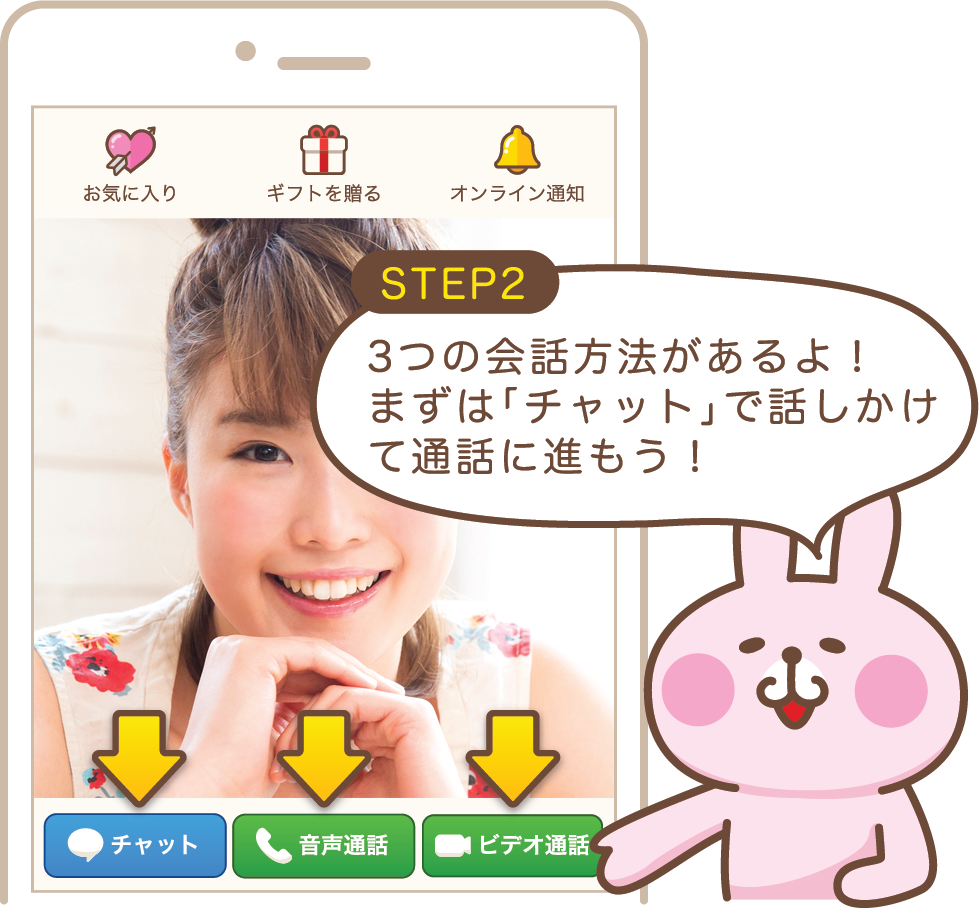 お気に入り
ギフトを贈る
オンライン通知
STEP2
3つの会話方法があるよ！
まずは「チャット」で話しかけ
て通話に進もう！
チャット
音声通話
ビデオ通話